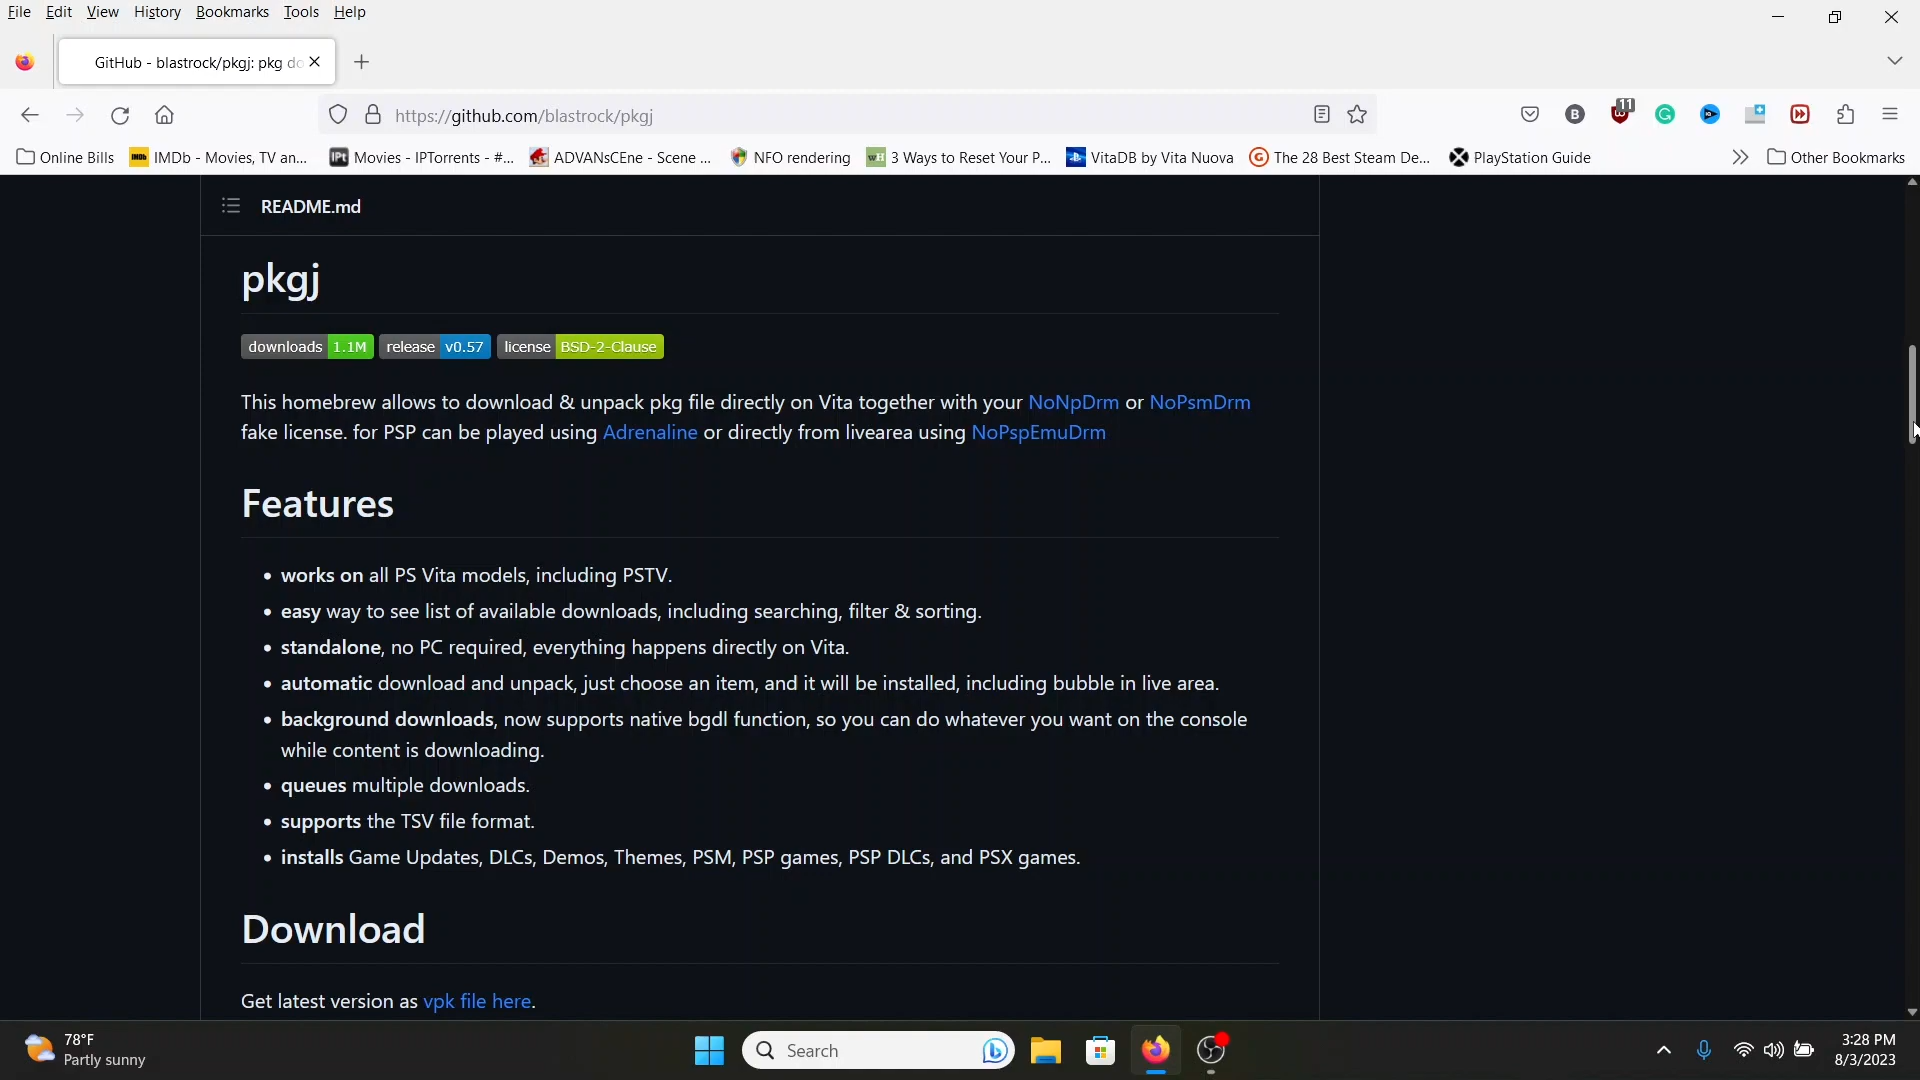 File Edit View History Bookmarks Tools Help
GitHub - blastrock/pkgj: pkg do
https://github.com/blastrock/pkgj
B
11
Online Bills
IMDb IMDb - Movies, TV an...
IPt Movies - IPTorrents - #...
ADVANsCEne - Scene ...
NFO rendering
wH 3 Ways to Reset Your P...
VitaDB by Vita Nuova
G The 28 Best Steam De...
PlayStation Guide
Other Bookmarks
README.md
pkgj
downloads 1.1M release v0.57 license BSD-2-Clause
This homebrew allows to download & unpack pkg file directly on Vita together with your NoNpDrm or NoPsmDrm
fake license. for PSP can be played using Adrenaline or directly from livearea using NoPspEmuDrm
Features
• works on all PS Vita models, including PSTV.
• easy way to see list of available downloads, including searching, filter & sorting.
• standalone, no PC required, everything happens directly on Vita.
• automatic download and unpack, just choose an item, and it will be installed, including bubble in live area.
• background downloads, now supports native bgdl function, so you can do whatever you want on the console
while content is downloading.
• queues multiple downloads.
• supports the TSV file format.
• installs Game Updates, DLCs, Demos, Themes, PSM, PSP games, PSP DLCs, and PSX games.
Download
Get latest version as vpk file here.
78°F
Partly sunny
Search
3:28 PM
8/3/2023